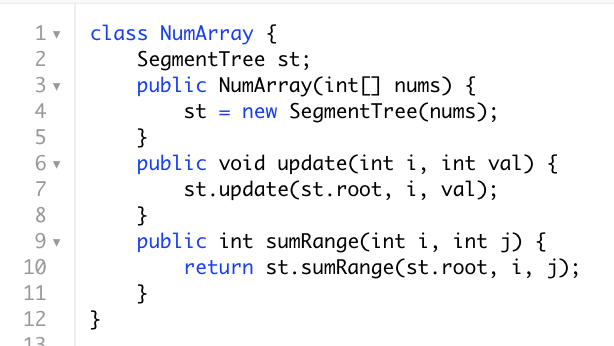 1 class NumArray {
2     SegmentTree st;
3     public NumArray(int[] nums) {
4         st = new SegmentTree(nums);
5     }
6     public void update(int i, int val) {
7         st.update(st.root, i, val);
8     }
9     public int sumRange(int i, int j) {
10         return st.sumRange(st.root, i, j);
11     }
12 }
13